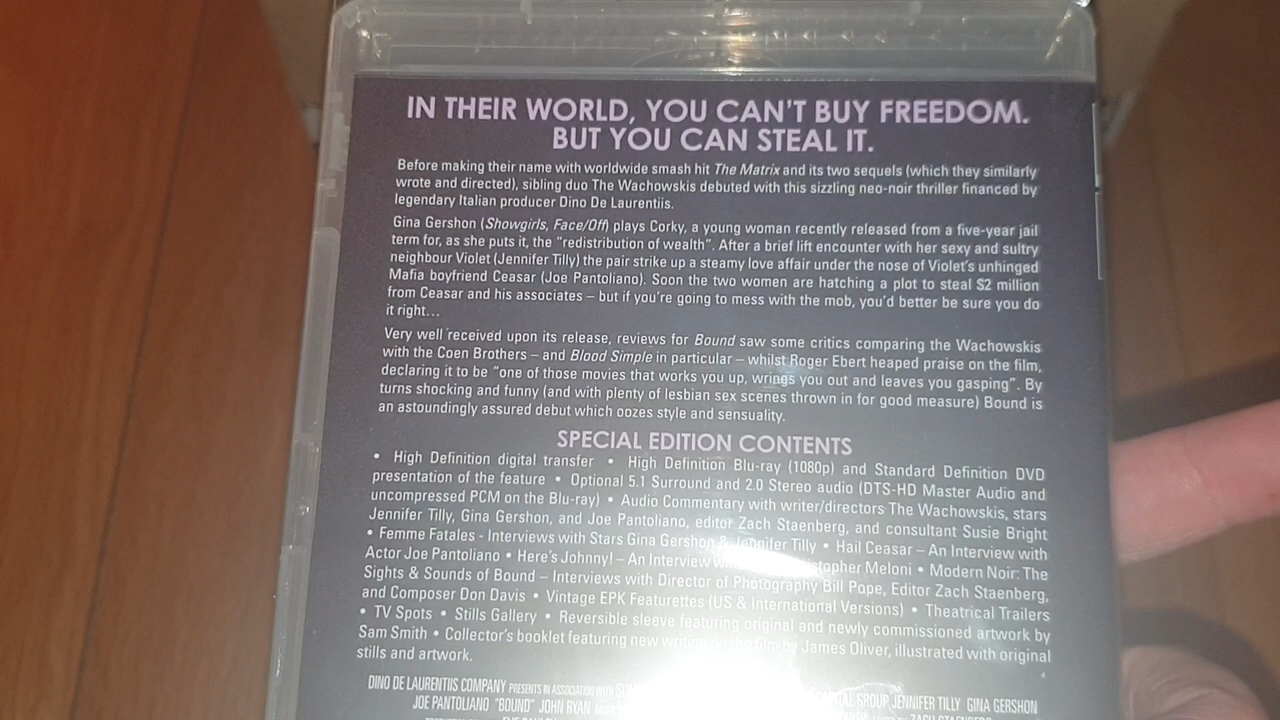 IN THEIR WORLD, YOU CAN'T BUY FREEDOM.
BUT YOU CAN STEAL IT.
Before making their name with worldwide smash hit The Matrix and its two sequels (which they similarly
wrote and directed), sibling duo The Wachowskis debuted with this sizzling neo-noir thriller financed by
legendary Italian producer Dino De Laurentiis.
Gina Gershon (Showgirls, Face/Off) plays Corky, a young woman recently released from a five-year jail
term for, as she puts it, the "redistribution of wealth". After a brief lift encounter with her sexy and sultry
neighbour Violet (Jennifer Tilly) the pair strike up a steamy love affair under the nose of Violet's unhinged
Mafia boyfriend Ceasar (Joe Pantoliano). Soon the two women are hatching a plot to steal $2 million
from Ceasar and his associates – but if you're going to mess with the mob, you'd better be sure you do
it right...
Very well received upon its release, reviews for Bound saw some critics comparing the Wachowskis
with the Coen Brothers – and Blood Simple in particular – whilst Roger Ebert heaped praise on the film,
declaring it to be "one of those movies that works you up, wrings you out and leaves you gasping". By
turns shocking and funny (and with plenty of lesbian sex scenes thrown in for good measure) Bound is
an astoundingly assured debut which oozes style and sensuality.
SPECIAL EDITION CONTENTS
• High Definition digital transfer • High Definition Blu-ray (1080p) and Standard Definition DVD
presentation of the feature • Optional 5.1 Surround and 2.0 Stereo audio (DTS-HD Master Audio and
uncompressed PCM on the Blu-ray) • Audio Commentary with writer/directors The Wachowskis, stars
Jennifer Tilly, Gina Gershon, and Joe Pantoliano, editor Zach Staenberg, and consultant Susie Bright
• Femme Fatales - Interviews with Stars Gina Gershon & Jennifer Tilly • Hail Ceasar – An Interview with
Actor Joe Pantoliano • Here's Johnny! – An Interview Meloni • Modern Noir: The
Sights & Sounds of Bound – Interviews with Director of Photography Bill Pope, Editor Zach Staenberg,
and Composer Don Davis • Vintage EPK Featurettes (US & International Versions) • Theatrical Trailers
• TV Spots • Stills Gallery • Reversible sleeve featuring original and newly commissioned artwork by
Sam Smith • Collector's booklet featuring new writing on the film by James Oliver, illustrated with original
stills and artwork.
DINO DE LAURENTIIS COMPANY PRESENTS IN ASSOCIATION WITH GROUP JENNIFER TILLY GINA GERSHON
JOE PANTOLIANO "BOUND" JOHN RYAN